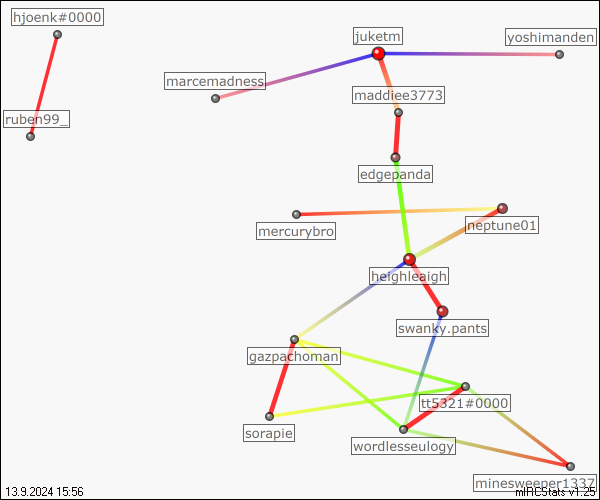 hjoenk#0000
juketm
yoshimanden
marcemadness
maddiee3773
ruben99_
edgepanda
mercurybro
neptune01
heighleaigh
swanky.pants
gazpachoman
tt5321#0000
sorapie
wordlesseulogy
minesweeper1337
13.9.2024 15:56
mIRCStats v1.25